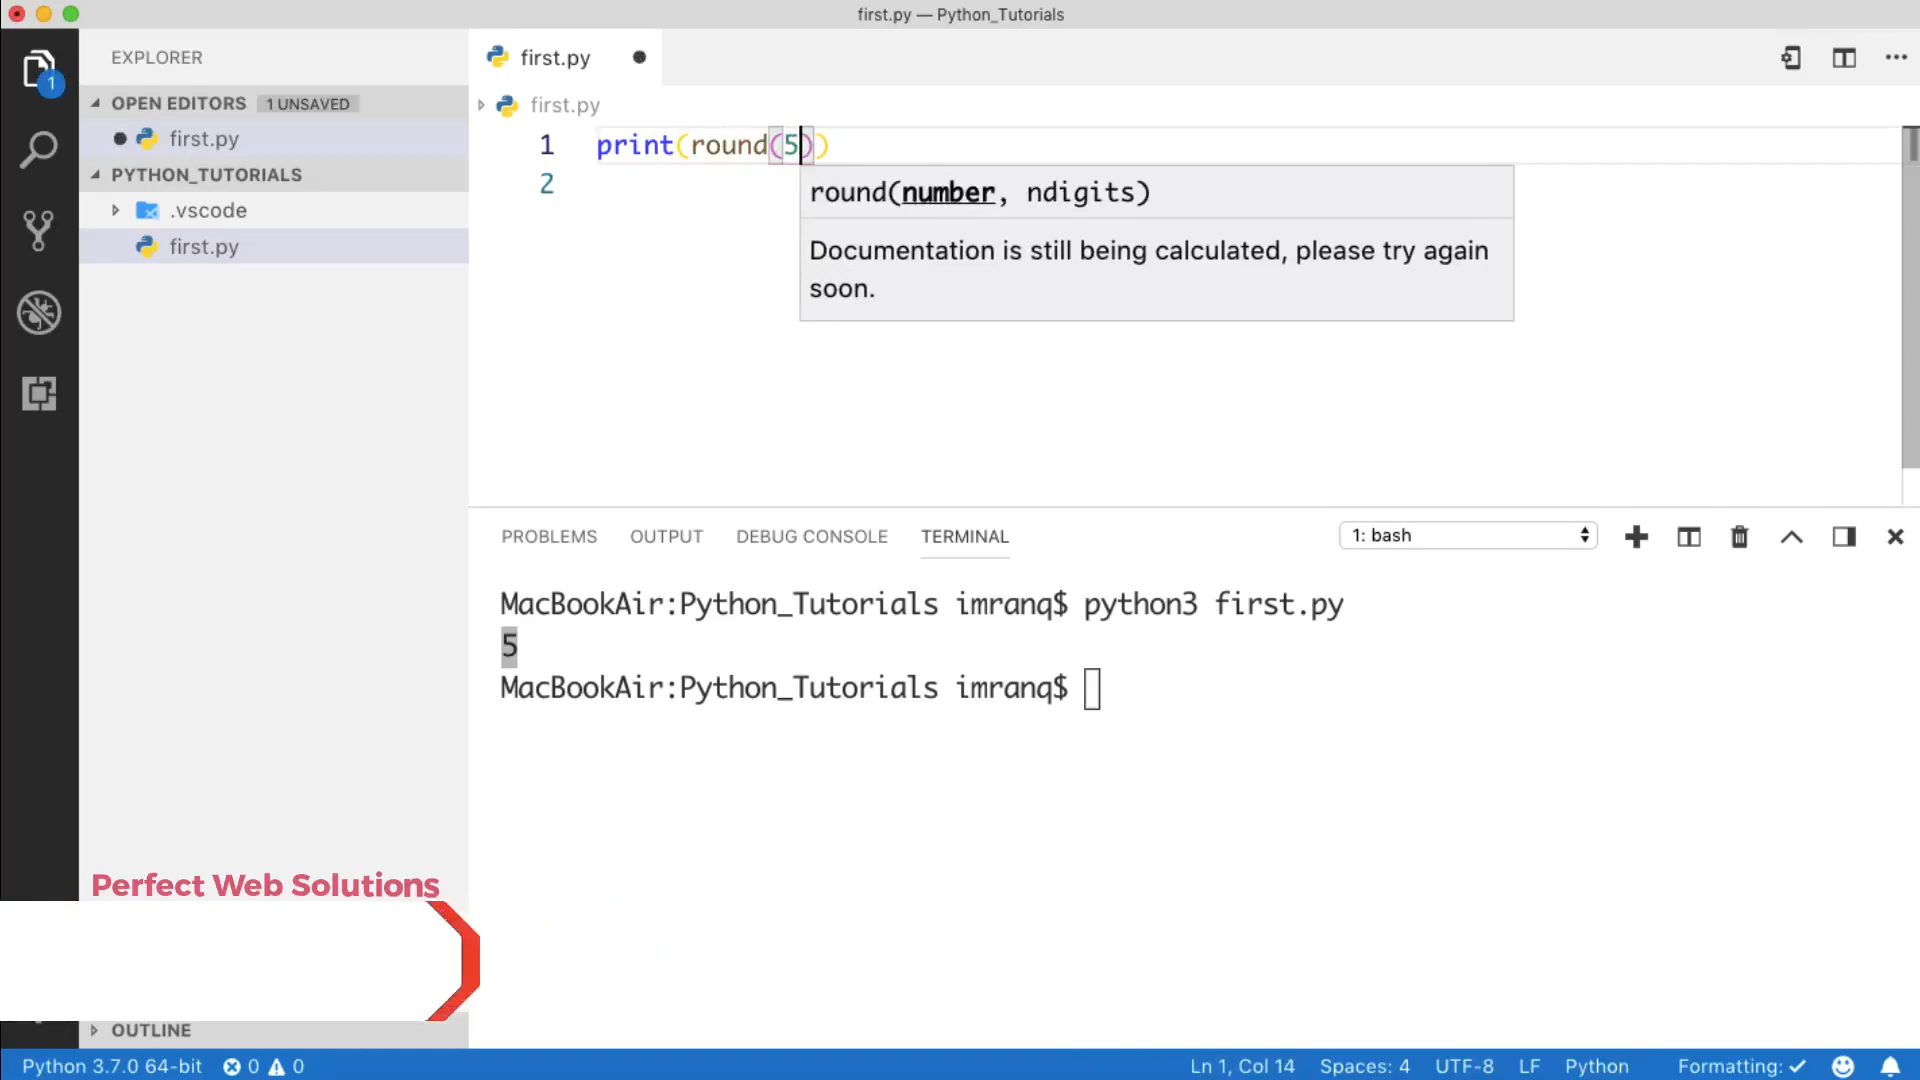 first.py — Python_Tutorials
EXPLORER
OPEN EDITORS 1 UNSAVED
first.py
PYTHON_TUTORIALS
.vscode
first.py
OUTLINE
1
first.py
first.py
1 print(round(5))
2
round(number, ndigits)
Documentation is still being calculated, please try again
soon.
PROBLEMS OUTPUT DEBUG CONSOLE TERMINAL 1: bash
MacBookAir:Python_Tutorials imranq$ python3 first.py
5
MacBookAir:Python_Tutorials imranq$
Perfect Web Solutions
Python 3.7.0 64-bit 0 0 Ln 1, Col 14 Spaces: 4 UTF-8 LF Python Formatting: ✓